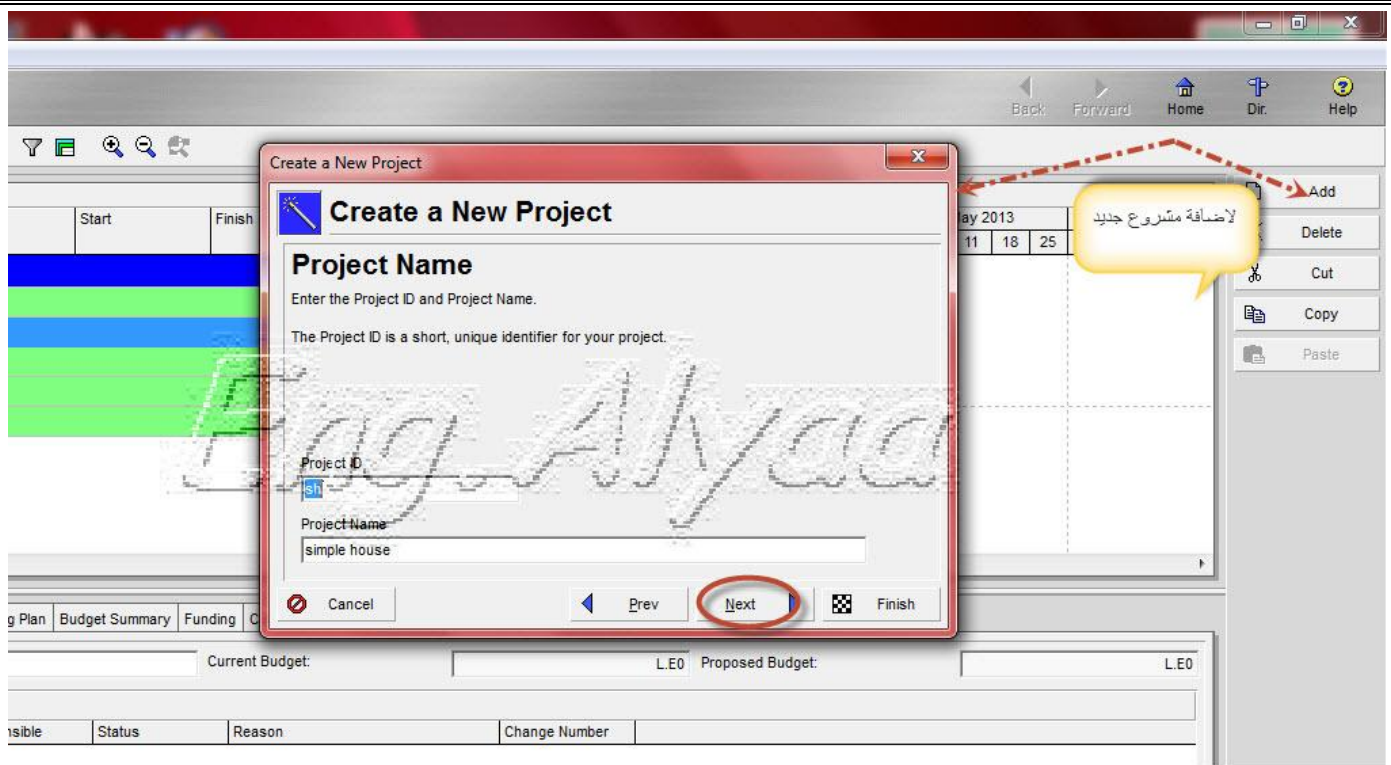 Back Forward Home Dir. Help
Create a New Project
Add
Start Finish
ay 2013
11 18 25
لاضافة مشروع جديد
Delete
Cut
Copy
Paste
Create a New Project
Project Name
Enter the Project ID and Project Name.
The Project ID is a short, unique identifier for your project.
Eng. Alyaa
Project ID
sh
Project Name
simple house
Cancel Prev Next Finish
g Plan Budget Summary Funding C
Current Budget: L.E0 Proposed Budget: L.E0
nsible Status Reason Change Number